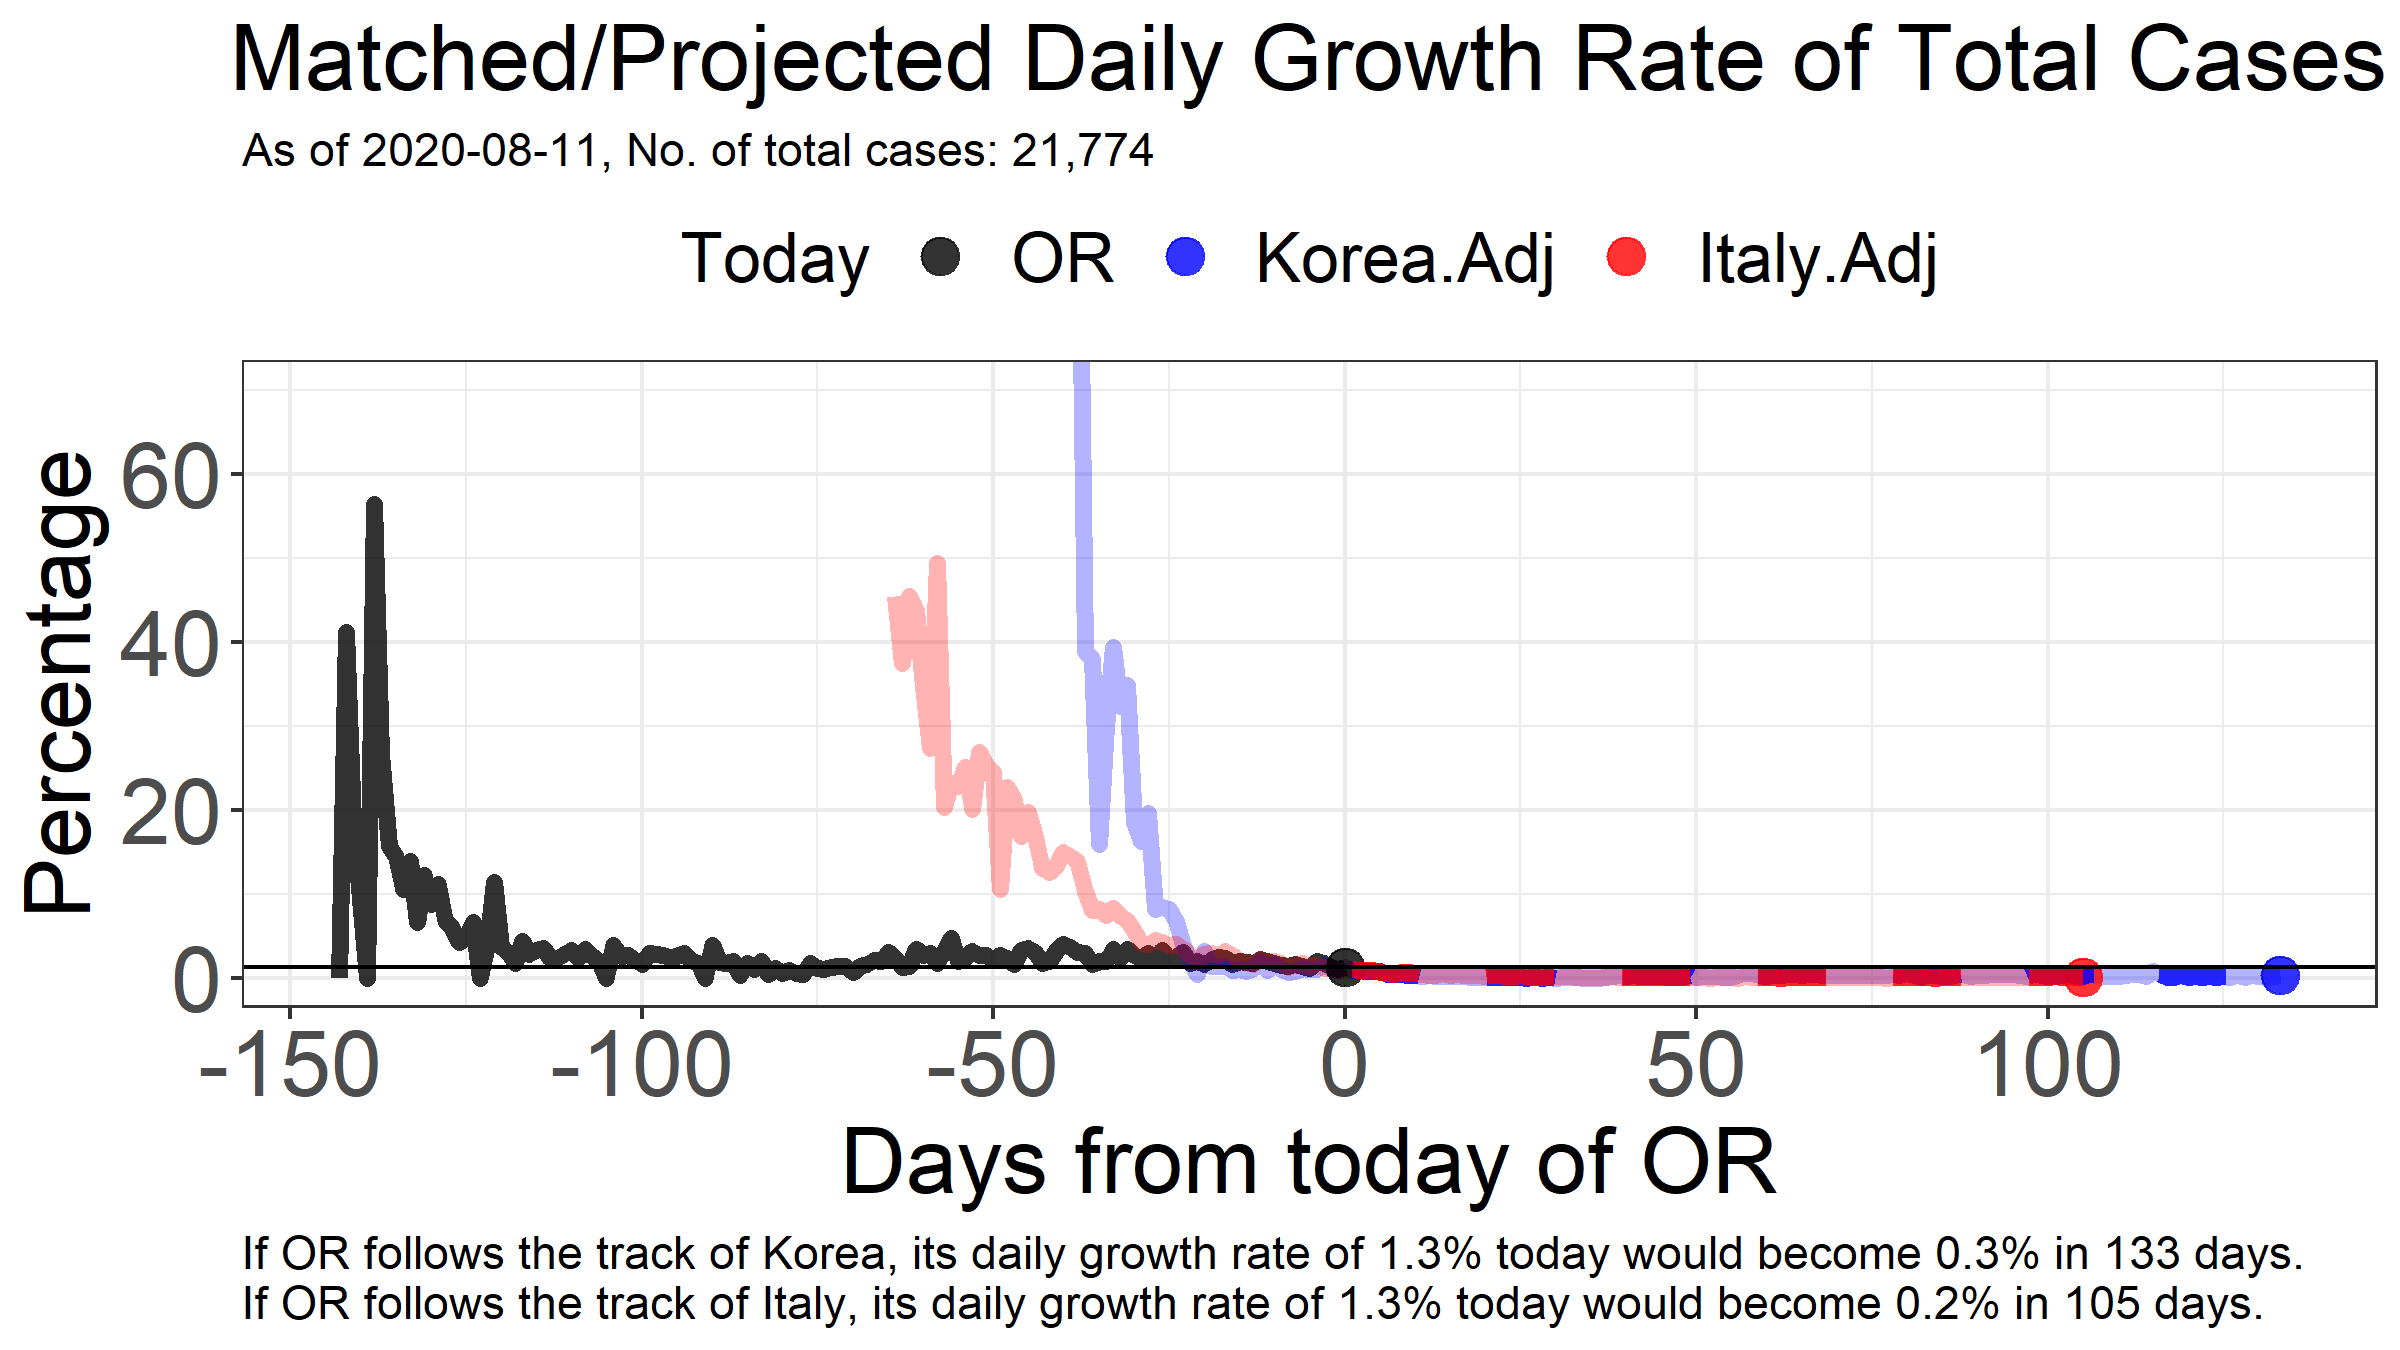 Matched/Projected Daily Growth Rate of Total Cases
As of 2020-08-11, No. of total cases: 21,774
Today OR Korea.Adj Italy.Adj
Percentage
60
40
20
0
-150 -100 -50 0 50 100
Days from today of OR
If OR follows the track of Korea, its daily growth rate of 1.3% today would become 0.3% in 133 days.
If OR follows the track of Italy, its daily growth rate of 1.3% today would become 0.2% in 105 days.